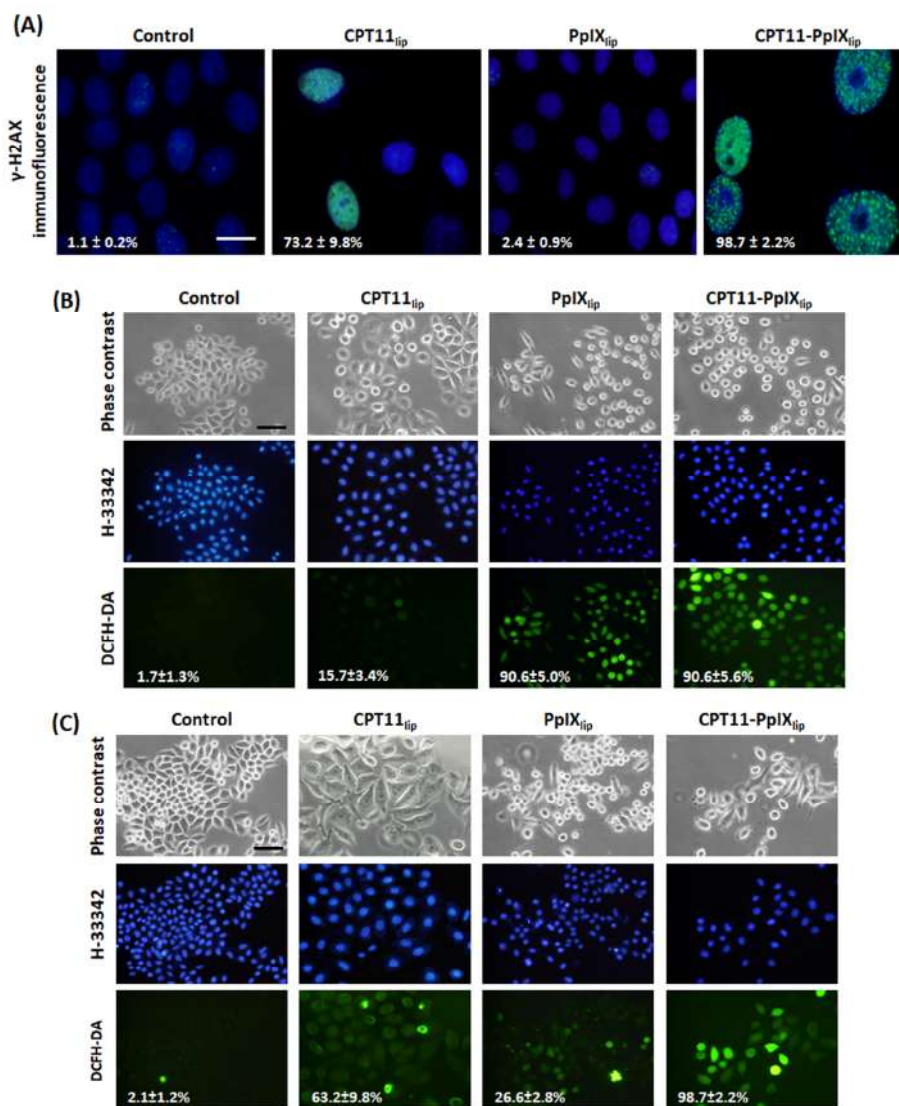 (A)
Control CPT11lip PpIXlip CPT11-PpIXlip
γ-H2AX
immunofluorescence
1.1 ± 0.2% 73.2 ± 9.8% 2.4 ± 0.9% 98.7 ± 2.2%
(B)
Control CPT11lip PpIXlip CPT11-PpIXlip
Phase contrast
H-33342
DCFH-DA
1.7±1.3% 15.7±3.4% 90.6±5.0% 90.6±5.6%
(C)
Control CPT11lip PpIXlip CPT11-PpIXlip
Phase contrast
H-33342
DCFH-DA
2.1±1.2% 63.2±9.8% 26.6±2.8% 98.7±2.2%